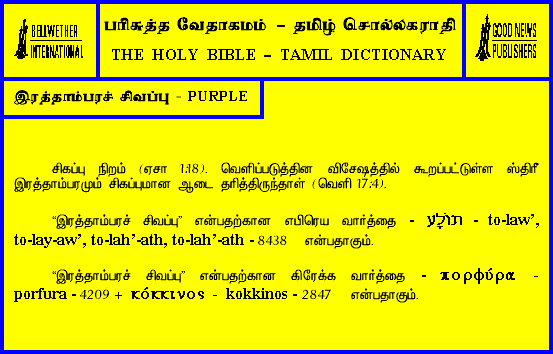 BELLWETHER
INTERNATIONAL
பரிசுத்த வேதாகமம் – தமிழ் சொல்லகராதி
THE HOLY BIBLE – TAMIL DICTIONARY
GOOD NEWS
PUBLISHERS
இரத்தாம்பரச் சிவப்பு - PURPLE
சிகப்பு நிறம் (ஏசா 1:18). வெளிப்படுத்தின விசேஷத்தில் கூறப்பட்டுள்ள ஸ்திரீ
இரத்தாம்பரமும் சிகப்புமான ஆடை தரித்திருந்தாள் (வெளி 17:4).
“இரத்தாம்பரச் சிவப்பு” என்பதற்கான எபிரெய வார்த்தை - תּוֹלָע - to-law’,
to-lay-aw’, to-lah’-ath, to-lah’-ath - 8438 என்பதாகும்.
“இரத்தாம்பரச் சிவப்பு” என்பதற்கான கிரேக்க வார்த்தை - πορφύρα -
porfura - 4209 + κόκκινος - kokkinos - 2847 என்பதாகும்.